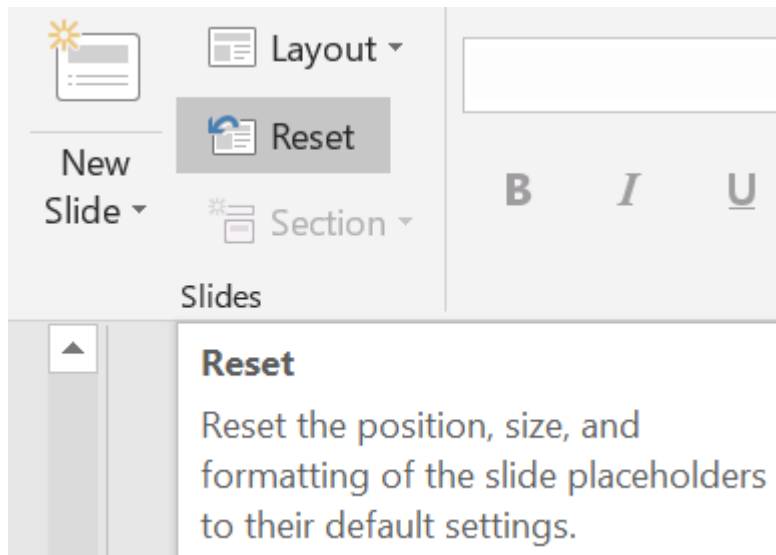 New
Slide
Layout
Reset
Section
Slides
B I U
Reset
Reset the position, size, and
formatting of the slide placeholders
to their default settings.